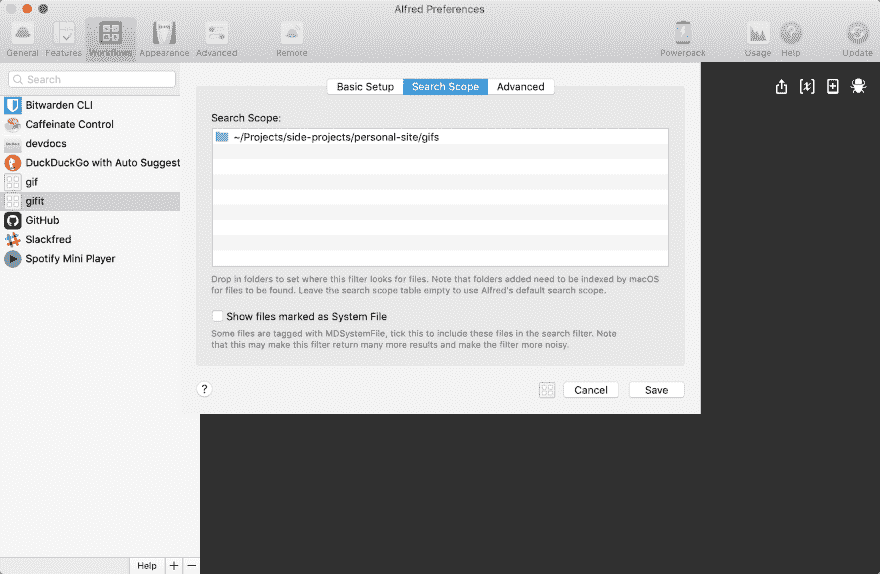 Alfred Preferences
General Features Workflows Appearance Advanced Remote Powerpack Usage Help Update
Search
Basic Setup Search Scope Advanced
Bitwarden CLI
Caffeinate Control
devdocs
DuckDuckGo with Auto Suggest
gif
gifit
GitHub
Slackfred
Spotify Mini Player
Search Scope:
~/Projects/side-projects/personal-site/gifs
Drop in folders to set where this filter looks for files. Note that folders added need to be indexed by macOS
for files to be found. Leave the search scope table empty to use Alfred's default search scope.
Show files marked as System File
Some files are tagged with MDSystemFile, tick this to include these files in the search filter. Note
that this may make this filter return many more results and make the filter more noisy.
? Cancel Save
Help + −